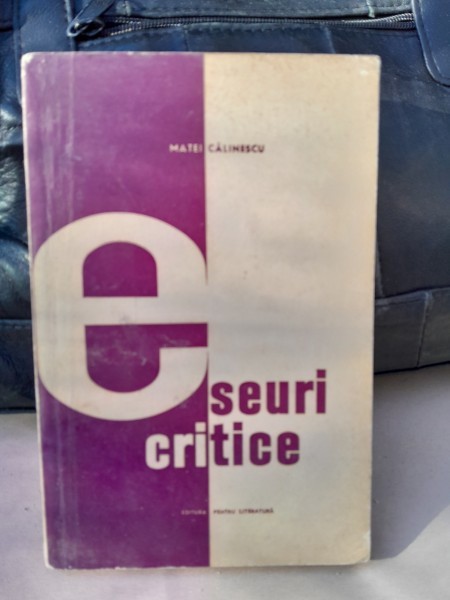 MATEI CĂLINESCU
eseuri
critice
EDITURA PENTRU LITERATURĂ